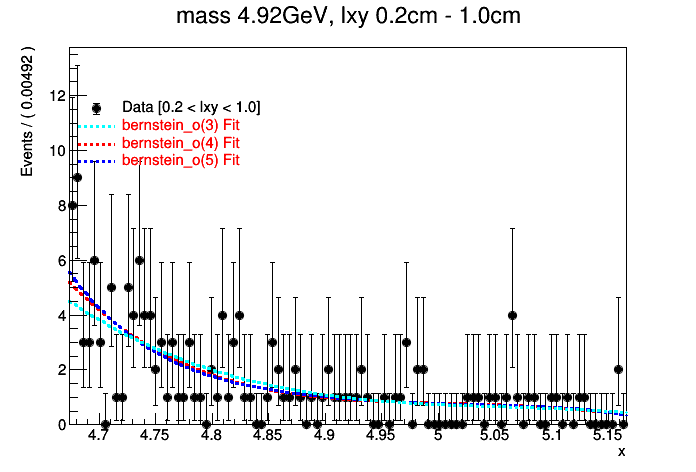 mass 4.92GeV, lxy 0.2cm - 1.0cm
Events / ( 0.00492 )
Data [0.2 < lxy < 1.0]
bernstein_o(3) Fit
bernstein_o(4) Fit
bernstein_o(5) Fit
12
10
8
6
4
2
0
4.7 4.75 4.8 4.85 4.9 4.95 5 5.05 5.1 5.15
x